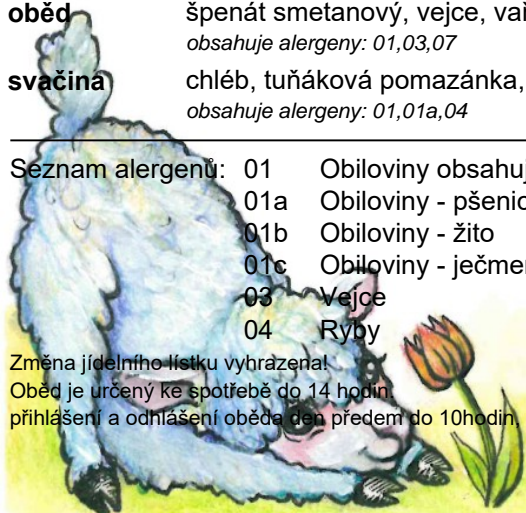 oběd špenát smetanový, vejce, vař
obsahuje alergeny: 01,03,07
svačina chléb, tuňáková pomazánka,
obsahuje alergeny: 01,01a,04
Seznam alergenů: 01 Obiloviny obsahuj
01a Obiloviny - pšenic
01b Obiloviny - žito
01c Obiloviny - ječmen
03 Vejce
04 Ryby
Změna jídelního lístku vyhrazena!
Oběd je určený ke spotřebě do 14 hodin.
přihlášení a odhlášení oběda den předem do 10hodin,